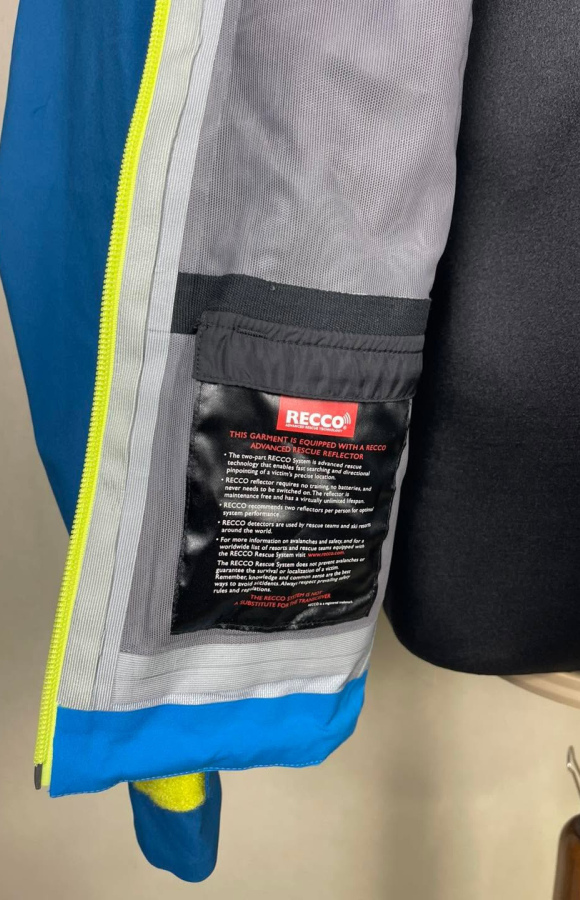 RECCO
ADVANCED RESCUE TECHNOLOGY
THIS GARMENT IS EQUIPPED WITH A RECCO
ADVANCED RESCUE REFLECTOR
• The two-part RECCO System is advanced rescue
technology that enables fast searching and directional
pinpointing of a victim's precise location.
• RECCO reflector requires no training, no batteries, and
never needs to be switched on. The reflector is
maintenance free and has a virtually unlimited lifespan.
• RECCO recommends two reflectors per person for optimal
system performance.
• RECCO detectors are used by rescue teams and ski resorts
around the world.
• For more information on avalanches and safety, and for a
worldwide list of resorts and rescue teams equipped with
the RECCO Rescue System visit www.recco.com
The RECCO System does not prevent avalanches or
guarantee the survival or localization of a victim.
Remember, knowledge and common sense are the best
ways to avoid accidents. Always respect prevailing safety
rules and regulations.
THE RECCO SYSTEM IS NOT
A SUBSTITUTE FOR THE TRANSCEIVER
RECCO is a registered trademark.